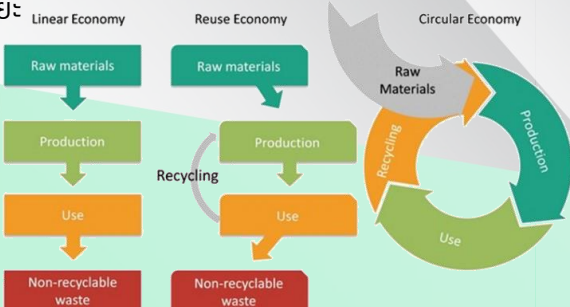 Linear Economy
Raw materials
Production
Use
Non-recyclable
waste
Reuse Economy
Raw materials
Production
Recycling
Use
Non-recyclable
waste
Circular Economy
Raw
Materials
Production
Use
Recycling